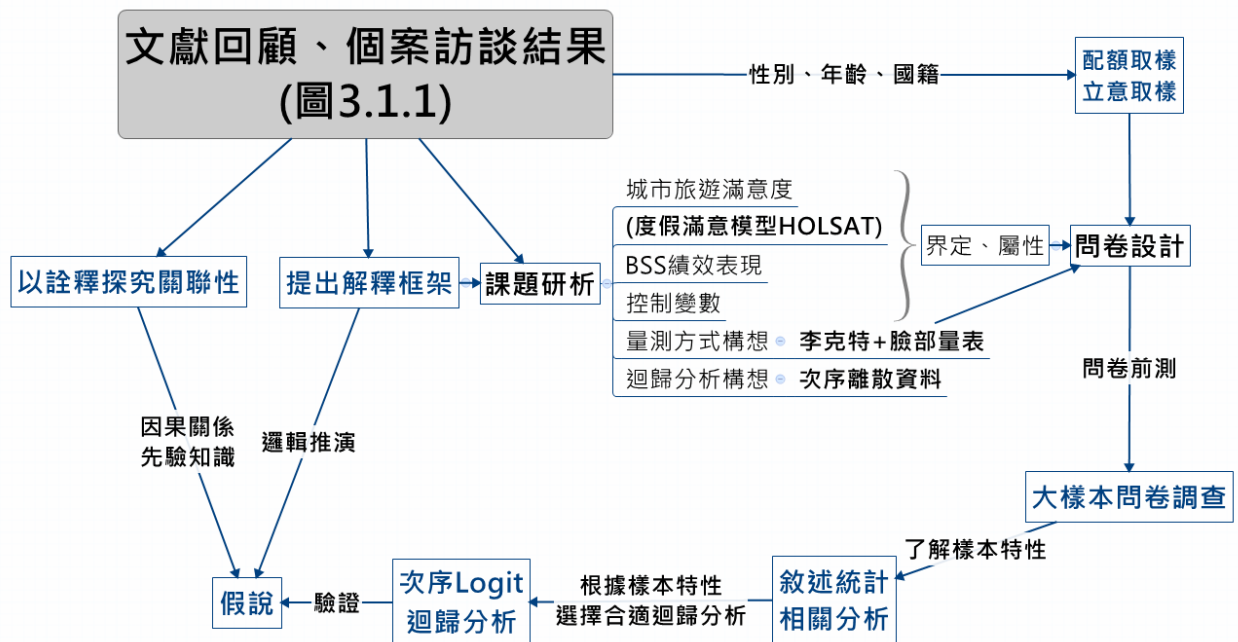 文獻回顧、個案訪談結果
(圖3.1.1)
性別、年齡、國籍
配額取樣
立意取樣
城市旅遊滿意度
(度假滿意模型HOLSAT)
BSS績效表現
控制變數
量測方式構想
李克特+臉部量表
迴歸分析構想
次序離散資料
界定、屬性
問卷設計
以詮釋探究關聯性
提出解釋框架
課題研析
問卷前測
因果關係
先驗知識
邏輯推演
大樣本問卷調查
了解樣本特性
敘述統計
相關分析
根據樣本特性
選擇合適迴歸分析
次序Logit
迴歸分析
驗證
假說